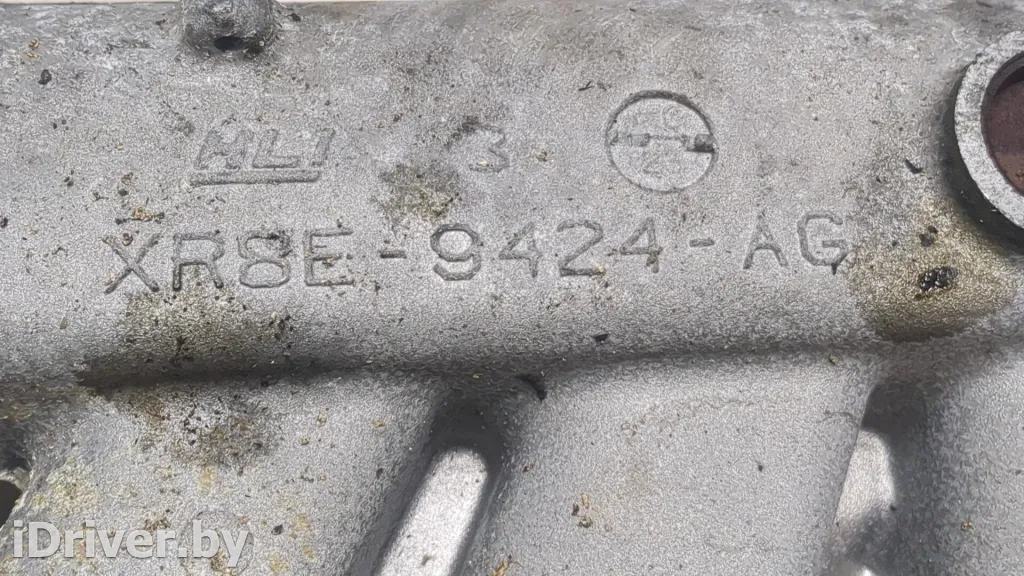 HLI 3
XR8E-9424-AG
iDriver.by